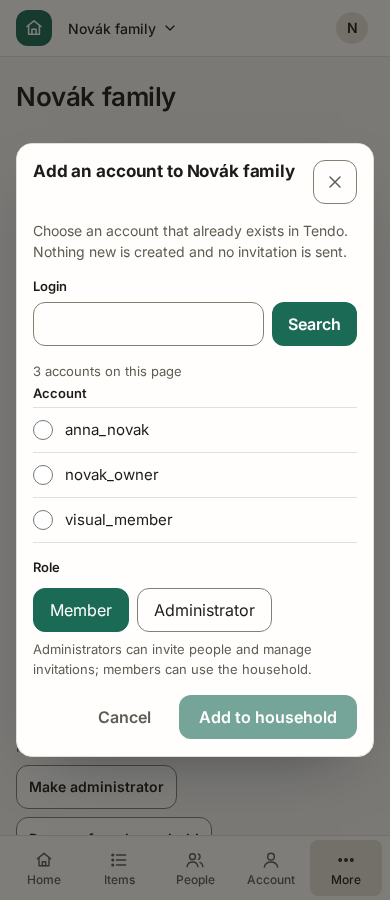 Novák family
N
Novák family
Add an account to Novák family
Choose an account that already exists in Tendo.
Nothing new is created and no invitation is sent.
Login
Search
3 accounts on this page
Account
anna_novak
novak_owner
visual_member
Role
Member
Administrator
Administrators can invite people and manage
invitations; members can use the household.
Cancel
Add to household
Make administrator
Home
Items
People
Account
More